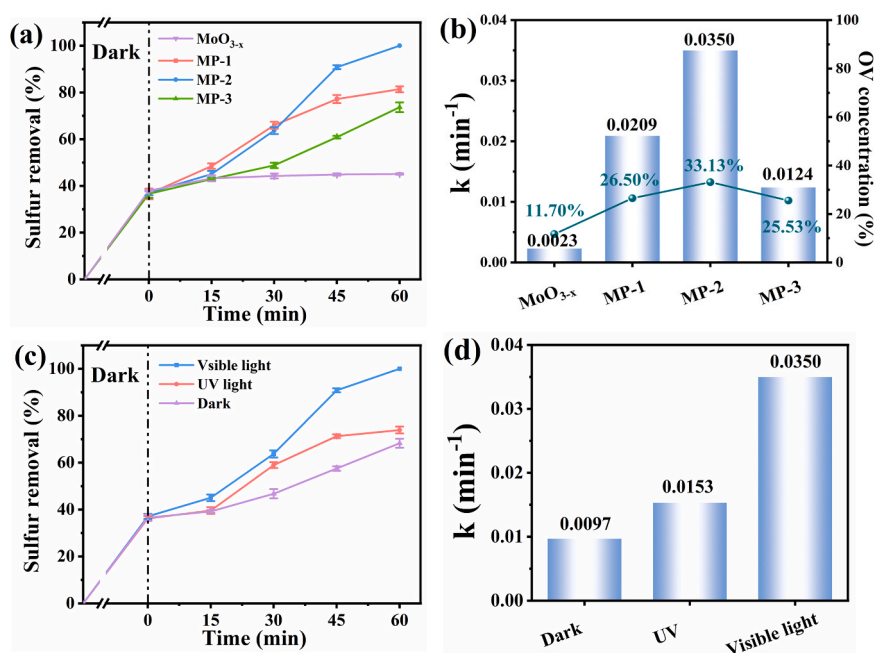 (a)
Dark
MoO3-x
MP-1
MP-2
MP-3
Sulfur removal (%)
100
80
60
40
20
0
0 15 30 45 60
Time (min)
(b)
k (min-1)
0.04
0.03
0.02
0.01
0.00
0.0023
0.0209
0.0350
0.0124
11.70%
26.50%
33.13%
25.53%
100
80
60
40
20
0
OV concentration (%)
MoO3-x MP-1 MP-2 MP-3
(c)
Dark
Vsible light
UV light
Dark
Sulfur removal (%)
100
80
60
40
20
0
0 15 30 45 60
Time (min)
(d)
k (min-1)
0.04
0.03
0.02
0.01
0.00
0.0097
0.0153
0.0350
Dark UV Visible light